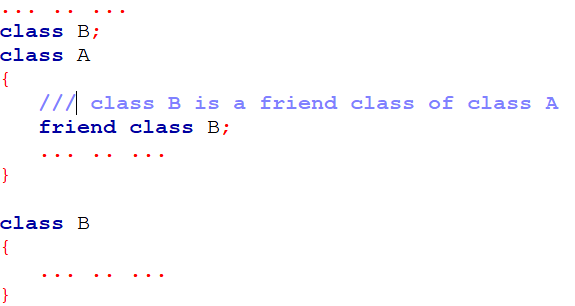 ... .. ...
class B;
class A
{
/// class B is a friend class of class A
friend class B;
... .. ...
}
class B
{
... .. ...
}